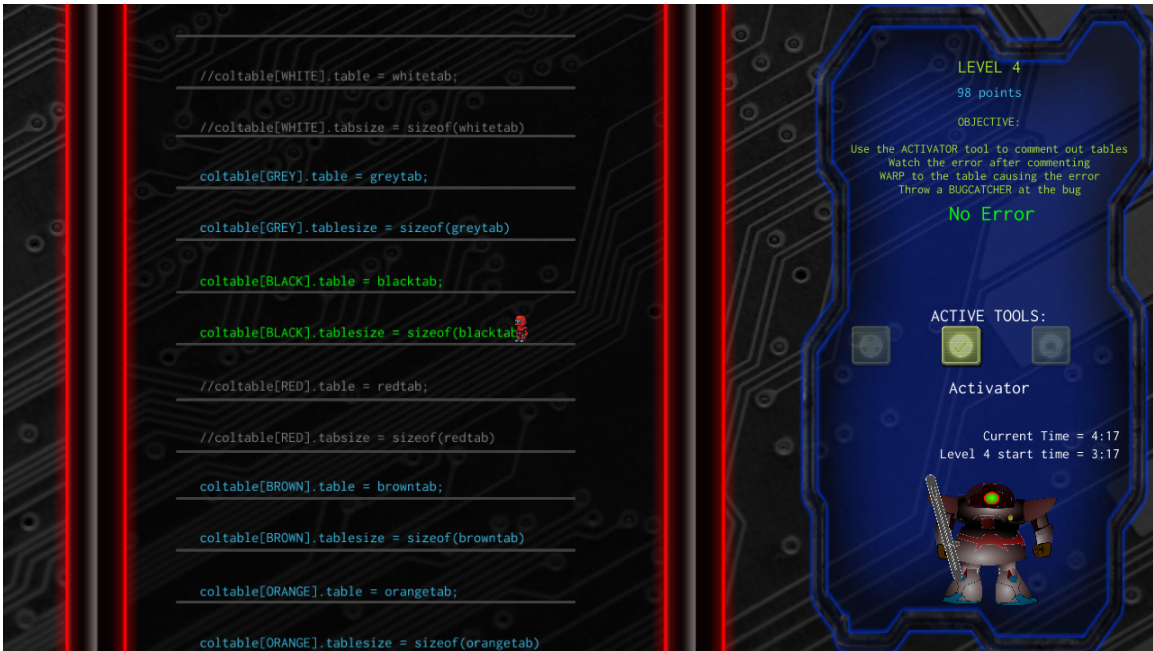 //coltable[WHITE].table = whitetab;
//coltable[WHITE].tabsize = sizeof(whitetab)
coltable[GREY].table = greytab;
coltable[GREY].tablesize = sizeof(greytab)
coltable[BLACK].table = blacktab;
coltable[BLACK].tablesize = sizeof(blacktab
//coltable[RED].table = redtab;
//coltable[RED].tabsize = sizeof(redtab)
coltable[BROWN].table = browntab;
coltable[BROWN].tablesize = sizeof(browntab)
coltable[ORANGE].table = orangetab;
coltable[ORANGE].tablesize = sizeof(orangetab)
LEVEL 4
98 points
OBJECTIVE:
Use the ACTIVATOR tool to comment out tables
Watch the error after commenting
WARP to the table causing the error
Throw a BUGCATCHER at the bug
No Error
ACTIVE TOOLS:
Activator
Current Time = 4:17
Level 4 start time = 3:17